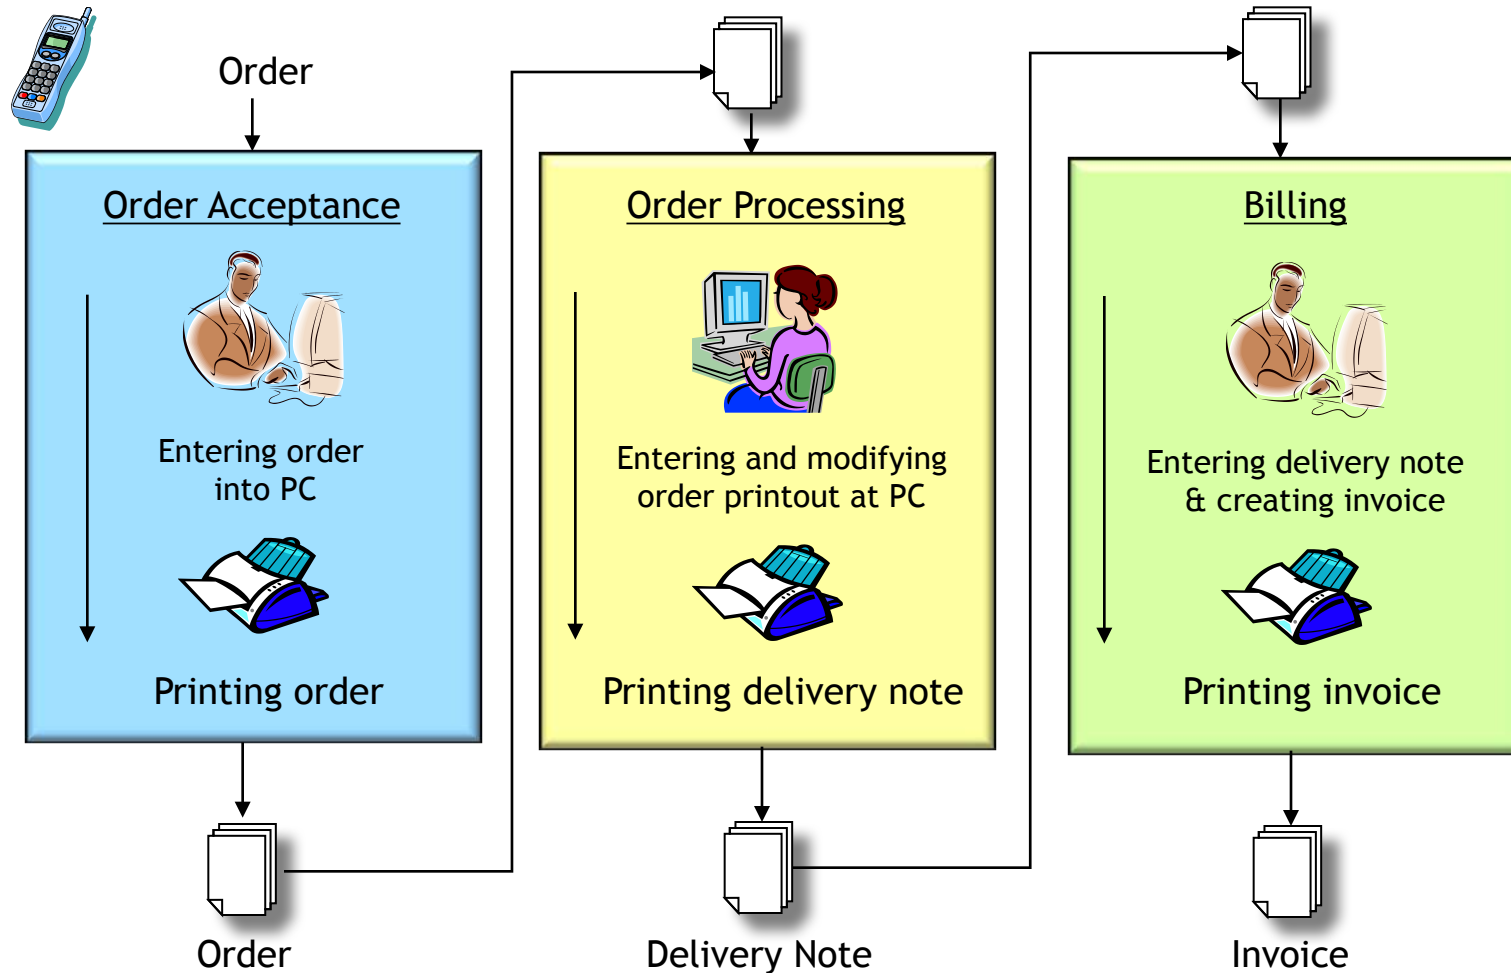 Order
Order Acceptance
Entering order
into PC
Printing order
Order
Order Processing
Entering and modifying
order printout at PC
Printing delivery note
Delivery Note
Billing
Entering delivery note
& creating invoice
Printing invoice
Invoice